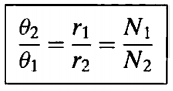 θ₂/θ₁ = r₁/r₂ = N₁/N₂